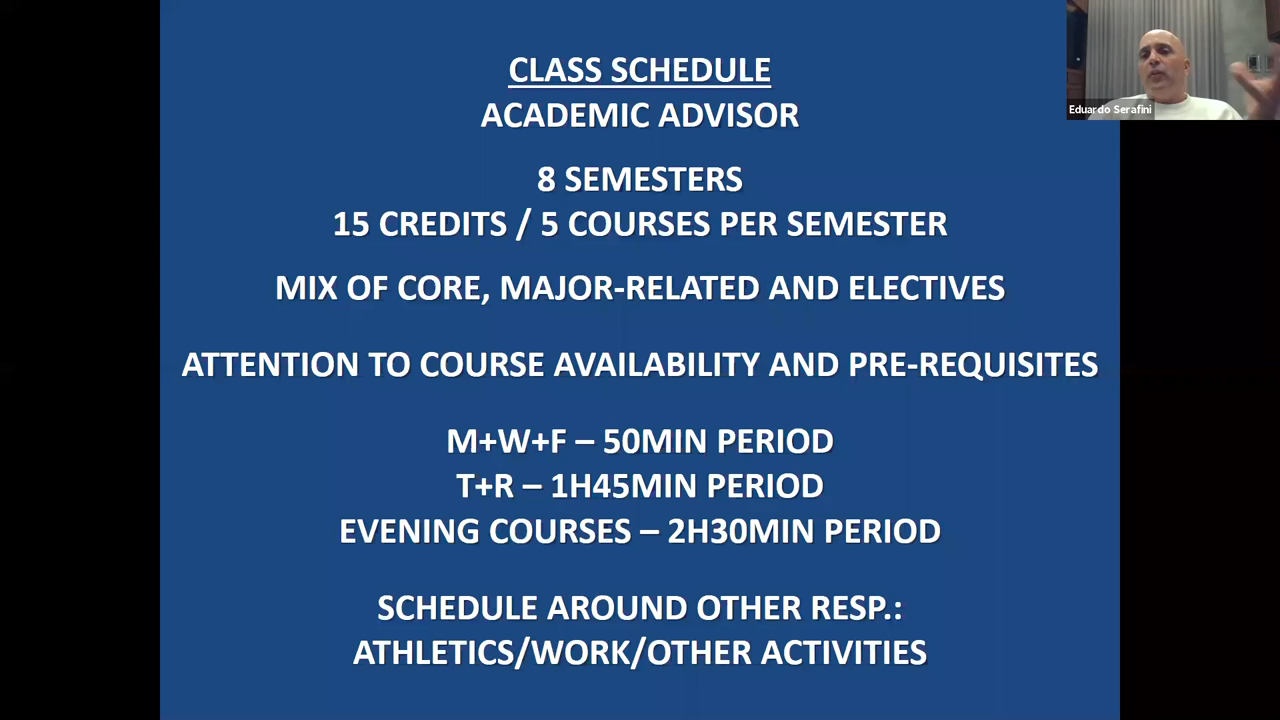 CLASS SCHEDULE
ACADEMIC ADVISOR
8 SEMESTERS
15 CREDITS / 5 COURSES PER SEMESTER
MIX OF CORE, MAJOR-RELATED AND ELECTIVES
ATTENTION TO COURSE AVAILABILITY AND PRE-REQUISITES
M+W+F – 50MIN PERIOD
T+R – 1H45MIN PERIOD
EVENING COURSES – 2H30MIN PERIOD
SCHEDULE AROUND OTHER RESP.:
ATHLETICS/WORK/OTHER ACTIVITIES
Eduardo Serafini